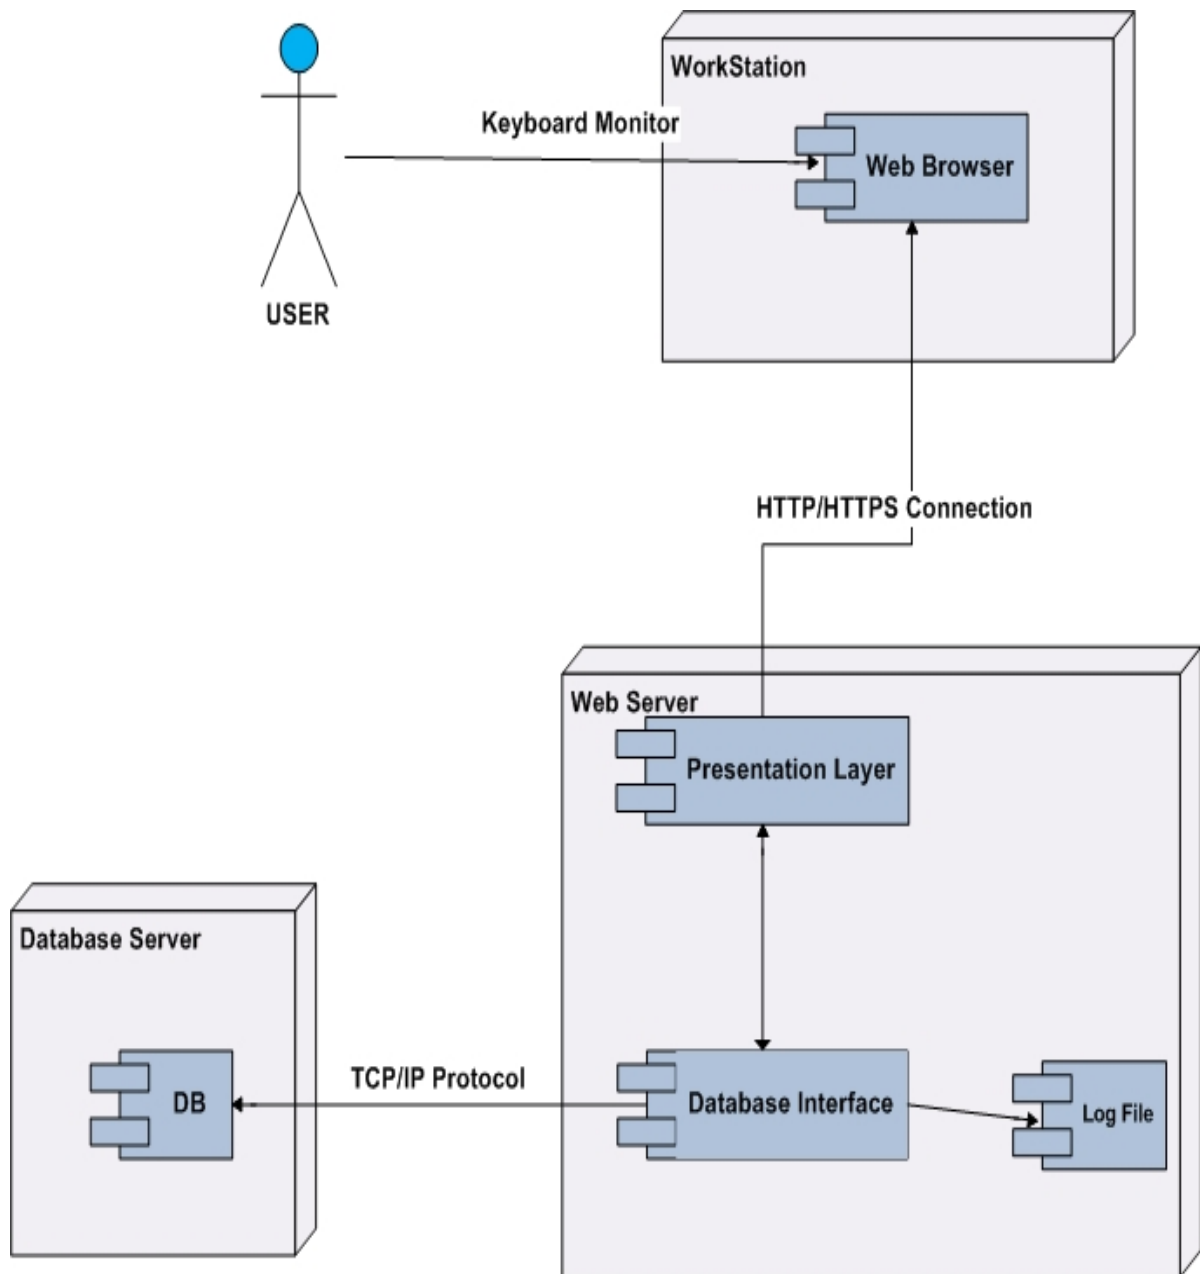 WorkStation
Keyboard Monitor
Web Browser
USER
HTTP/HTTPS Connection
Web Server
Presentation Layer
Database Server
TCP/IP Protocol
DB
Database Interface
Log File